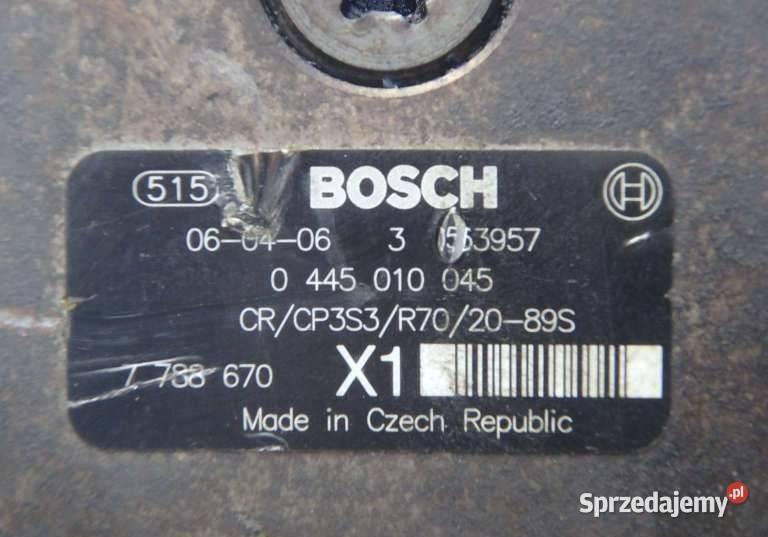 515 BOSCH
06-04-06 3
0 445 010 045
CR/CP3S3/R70/20-89S
7 788 670 X1
Made in Czech Republic
Sprzedajemy.pl